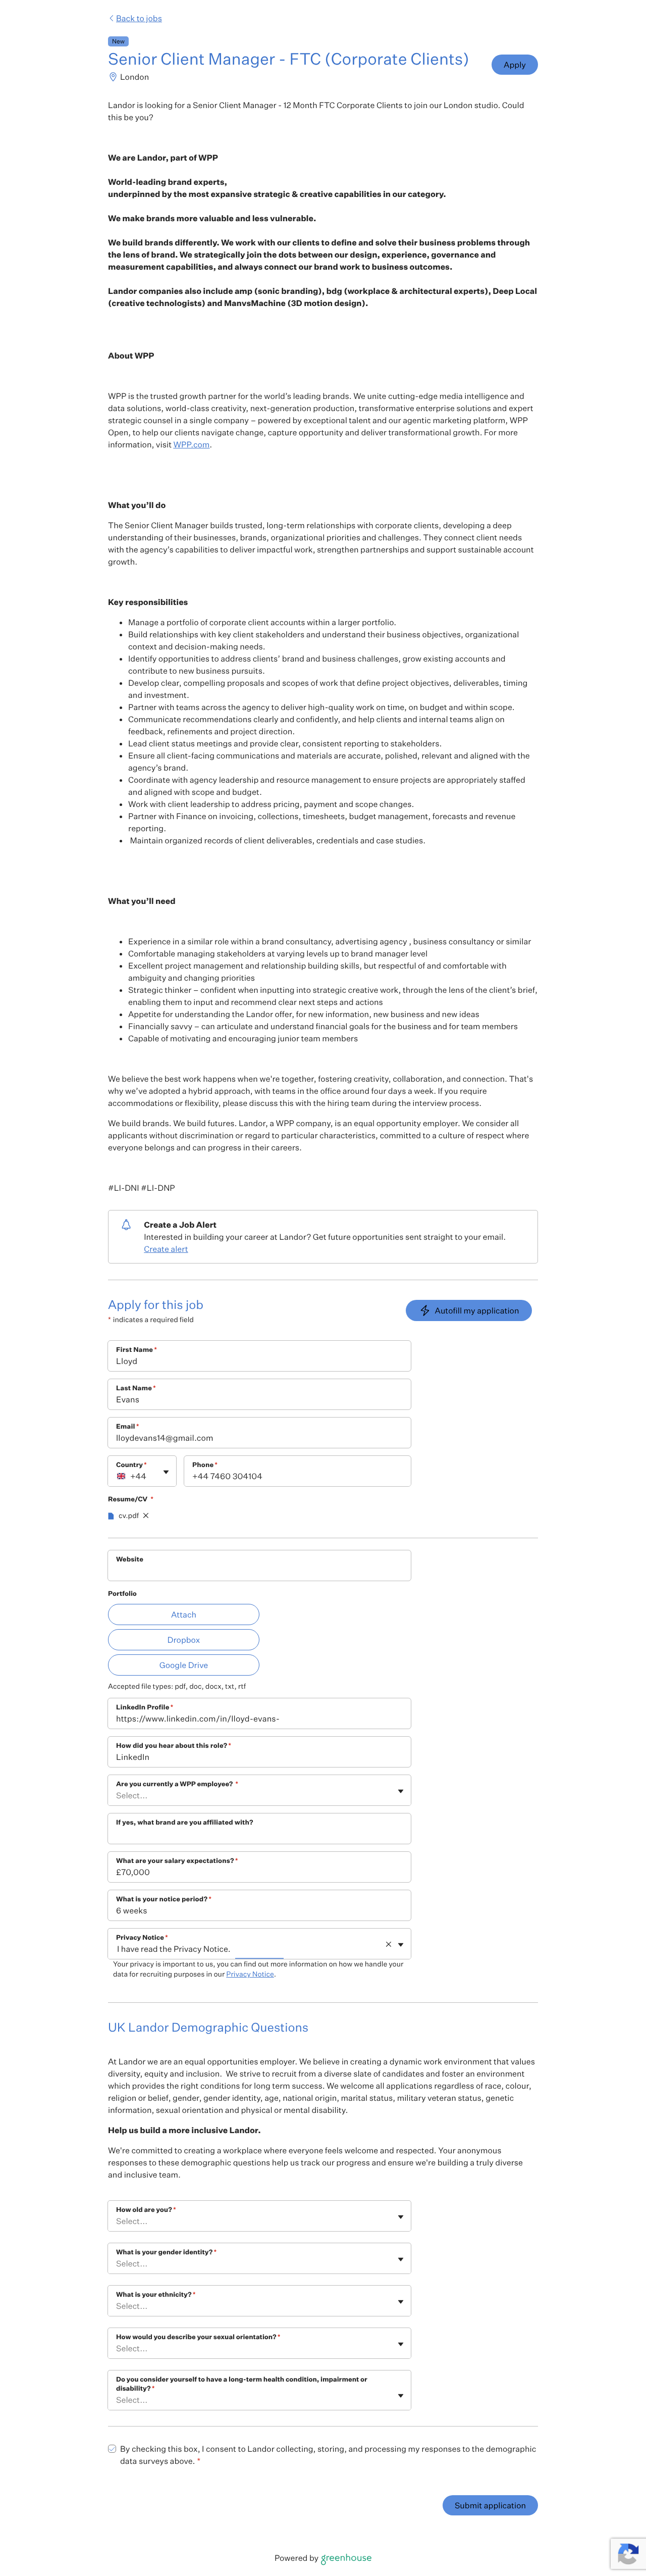 Back to jobs
New
Senior Client Manager - FTC (Corporate Clients)
Apply
London
Landor is looking for a Senior Client Manager - 12 Month FTC Corporate Clients to join our London studio. Could
this be you?
We are Landor, part of WPP
World-leading brand experts,
underpinned by the most expansive strategic & creative capabilities in our category.
We make brands more valuable and less vulnerable.
We build brands differently. We work with our clients to define and solve their business problems through
the lens of brand. We strategically join the dots between our design, experience, governance and
measurement capabilities, and always connect our brand work to business outcomes.
Landor companies also include amp (sonic branding), bdg (workplace & architectural experts), Deep Local
(creative technologists) and ManvsMachine (3D motion design).
About WPP
WPP is the trusted growth partner for the world's leading brands. We unite cutting-edge media intelligence and
data solutions, world-class creativity, next-generation production, transformative enterprise solutions and expert
strategic counsel in a single company – powered by exceptional talent and our agentic marketing platform, WPP
Open, to help our clients navigate change, capture opportunity and deliver transformational growth. For more
information, visit WPP.com.
What you'll do
The Senior Client Manager builds trusted, long-term relationships with corporate clients, developing a deep
understanding of their businesses, brands, organizational priorities and challenges. They connect client needs
with the agency's capabilities to deliver impactful work, strengthen partnerships and support sustainable account
growth.
Key responsibilities
• Manage a portfolio of corporate client accounts within a larger portfolio.
• Build relationships with key client stakeholders and understand their business objectives, organizational
context and decision-making needs.
• Identify opportunities to address clients' brand and business challenges, grow existing accounts and
contribute to new business pursuits.
• Develop clear, compelling proposals and scopes of work that define project objectives, deliverables, timing
and investment.
• Partner with teams across the agency to deliver high-quality work on time, on budget and within scope.
• Communicate recommendations clearly and confidently, and help clients and internal teams align on
feedback, refinements and project direction.
• Lead client status meetings and provide clear, consistent reporting to stakeholders.
• Ensure all client-facing communications and materials are accurate, polished, relevant and aligned with the
agency's brand.
• Coordinate with agency leadership and resource management to ensure projects are appropriately staffed
and aligned with scope and budget.
• Work with client leadership to address pricing, payment and scope changes.
• Partner with Finance on invoicing, collections, timesheets, budget management, forecasts and revenue
reporting.
• Maintain organized records of client deliverables, credentials and case studies.
What you'll need
• Experience in a similar role within a brand consultancy, advertising agency , business consultancy or similar
• Comfortable managing stakeholders at varying levels up to brand manager level
• Excellent project management and relationship building skills, but respectful of and comfortable with
ambiguity and changing priorities
• Strategic thinker – confident when inputting into strategic creative work, through the lens of the client's brief,
enabling them to input and recommend clear next steps and actions
• Appetite for understanding the Landor offer, for new information, new business and new ideas
• Financially savvy – can articulate and understand financial goals for the business and for team members
• Capable of motivating and encouraging junior team members
We believe the best work happens when we're together, fostering creativity, collaboration, and connection. That's
why we've adopted a hybrid approach, with teams in the office around four days a week. If you require
accommodations or flexibility, please discuss this with the hiring team during the interview process.
We build brands. We build futures. Landor, a WPP company, is an equal opportunity employer. We consider all
applicants without discrimination or regard to particular characteristics, committed to a culture of respect where
everyone belongs and can progress in their careers.
#LI-DNI #LI-DNP
Create a Job Alert
Interested in building your career at Landor? Get future opportunities sent straight to your email.
Create alert
Apply for this job
* indicates a required field
Autofill my application
First Name*
Lloyd
Last Name*
Evans
Email*
lloydevans14@gmail.com
Country*
+44
Phone*
+44 7460 304104
Resume/CV *
cv.pdf
Website
Portfolio
Attach
Dropbox
Google Drive
Accepted file types: pdf, doc, docx, txt, rtf
LinkedIn Profile*
https://www.linkedin.com/in/lloyd-evans-
How did you hear about this role?*
LinkedIn
Are you currently a WPP employee? *
Select...
If yes, what brand are you affiliated with?
What are your salary expectations?*
£70,000
What is your notice period?*
6 weeks
Privacy Notice*
I have read the Privacy Notice.
Your privacy is important to us, you can find out more information on how we handle your
data for recruiting purposes in our Privacy Notice.
UK Landor Demographic Questions
At Landor we are an equal opportunities employer. We believe in creating a dynamic work environment that values
diversity, equity and inclusion.  We strive to recruit from a diverse slate of candidates and foster an environment
which provides the right conditions for long term success. We welcome all applications regardless of race, colour,
religion or belief, gender, gender identity, age, national origin, marital status, military veteran status, genetic
information, sexual orientation and physical or mental disability.
Help us build a more inclusive Landor.
We're committed to creating a workplace where everyone feels welcome and respected. Your anonymous
responses to these demographic questions help us track our progress and ensure we're building a truly diverse
and inclusive team.
How old are you?*
Select...
What is your gender identity?*
Select...
What is your ethnicity?*
Select...
How would you describe your sexual orientation?*
Select...
Do you consider yourself to have a long-term health condition, impairment or
disability?*
Select...
By checking this box, I consent to Landor collecting, storing, and processing my responses to the demographic
data surveys above. *
Submit application
Powered by greenhouse